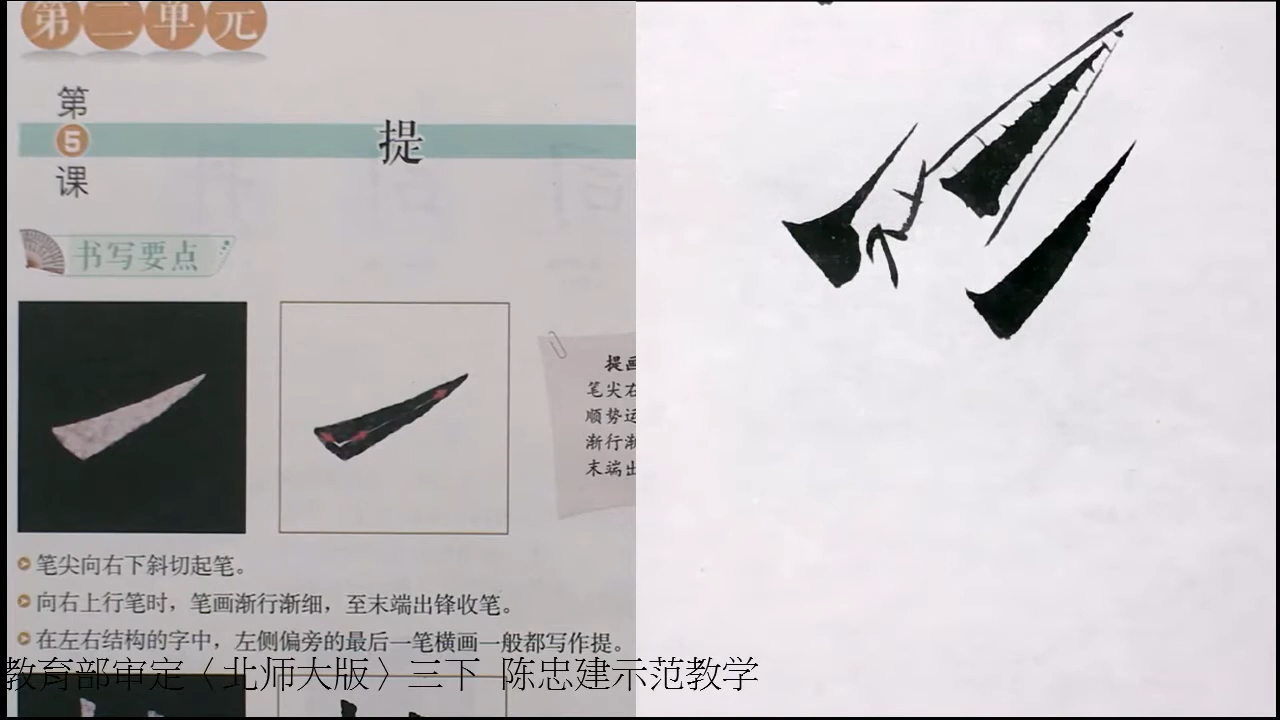 第二单元
第
5
课
提
书写要点
提画
笔尖右
顺势运
渐行渐
末端出
笔尖向右下斜切起笔。
向右上行笔时，笔画渐行渐细，至末端出锋收笔。
在左右结构的字中，左侧偏旁的最后一笔横画一般都写作提。
教育部审定〈北师大版〉三下 陈忠建示范教学